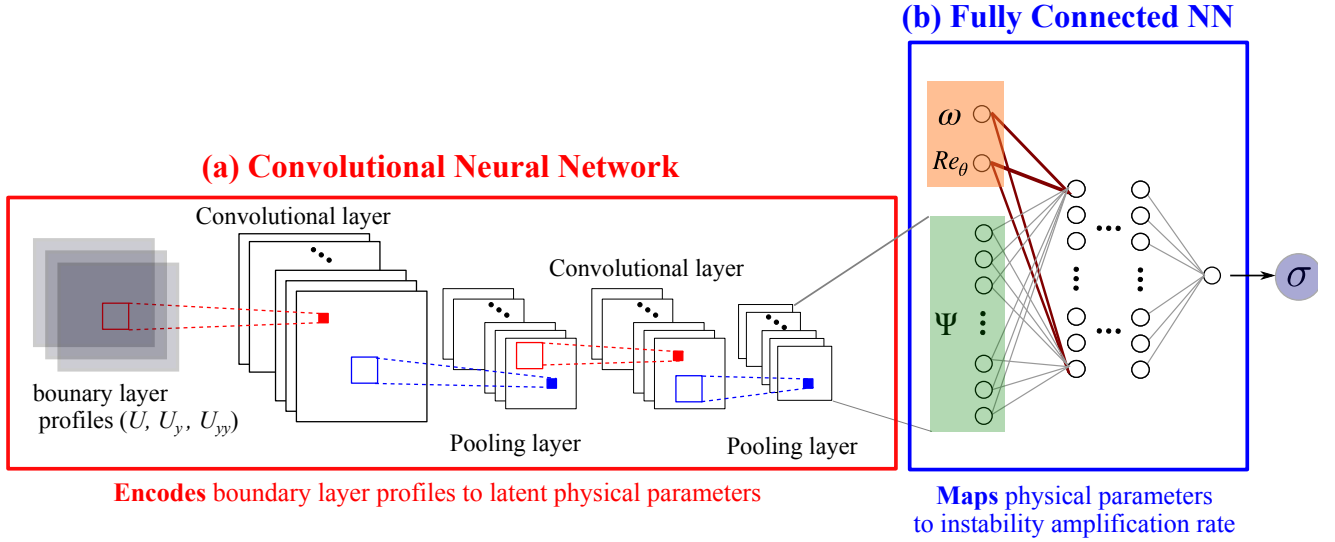 (b) Fully Connected NN
(a) Convolutional Neural Network
Convolutional layer
Convolutional layer
bounary layer
profiles (U, U_y, U_yy)
Pooling layer
Pooling layer
Encodes boundary layer profiles to latent physical parameters
ω
Re_θ
Ψ
σ
Maps physical parameters
to instability amplification rate